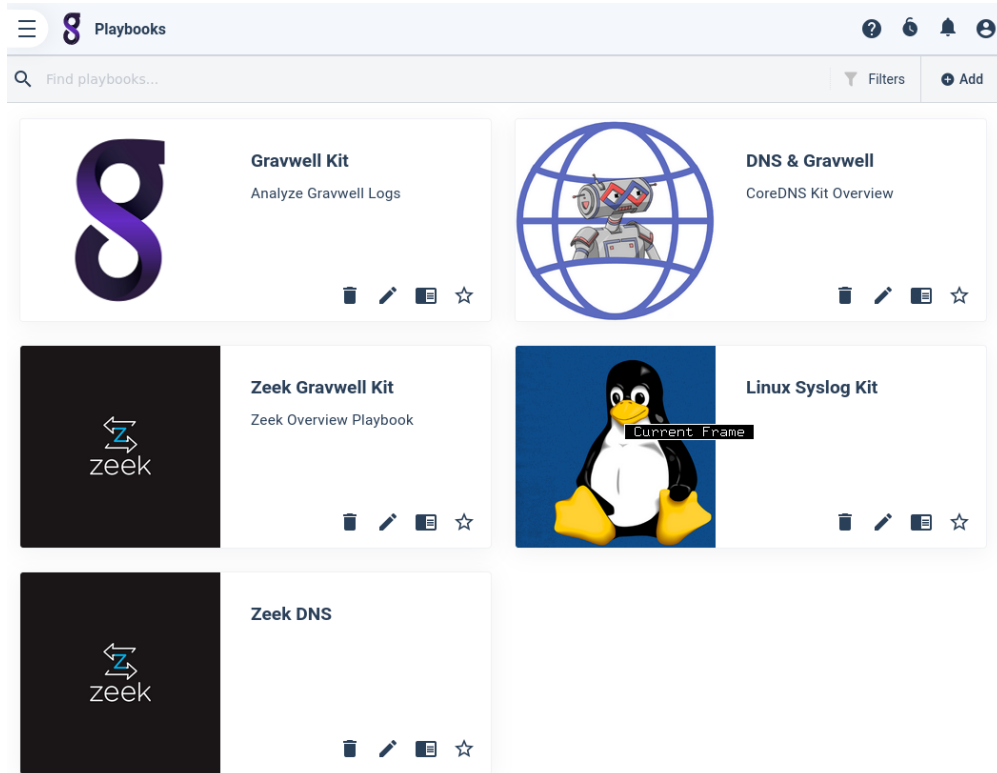 Playbooks
Find playbooks...
Filters
Add
Gravwell Kit
Analyze Gravwell Logs
DNS & Gravwell
CoreDNS Kit Overview
zeek
Zeek Gravwell Kit
Zeek Overview Playbook
Current Frame
Linux Syslog Kit
zeek
Zeek DNS